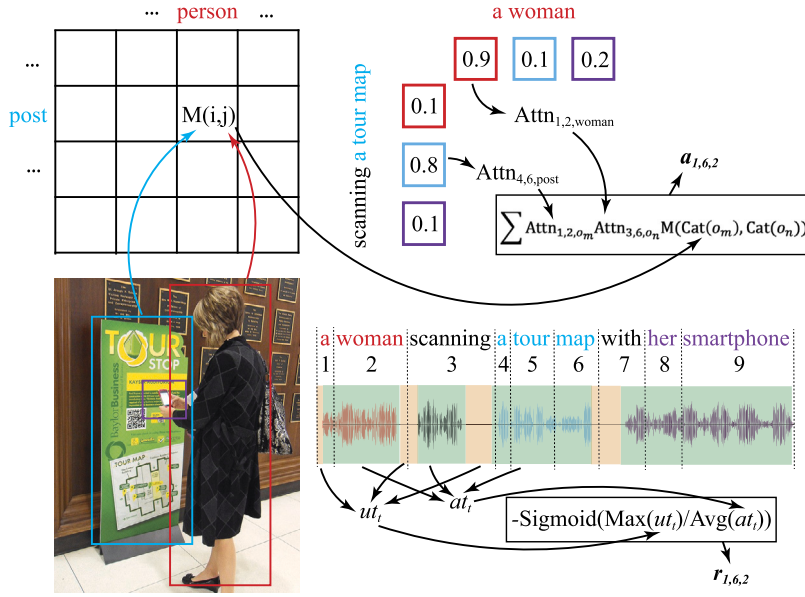 ... person ...
...
post
...
M(i,j)
a woman
0.9 0.1 0.2
scanning a tour map
0.1
0.8
0.1
Attn1,2,woman
Attn4,6,post
a1,6,2
∑ Attn1,2,om Attn3,6,on M(Cat(om), Cat(on))
TOUR
STOP
BaylorBusiness
TOUR MAP
a woman scanning a tour map with her smartphone
1 2 3 4 5 6 7 8 9
utt
att
-Sigmoid(Max(utt)/Avg(att))
r1,6,2